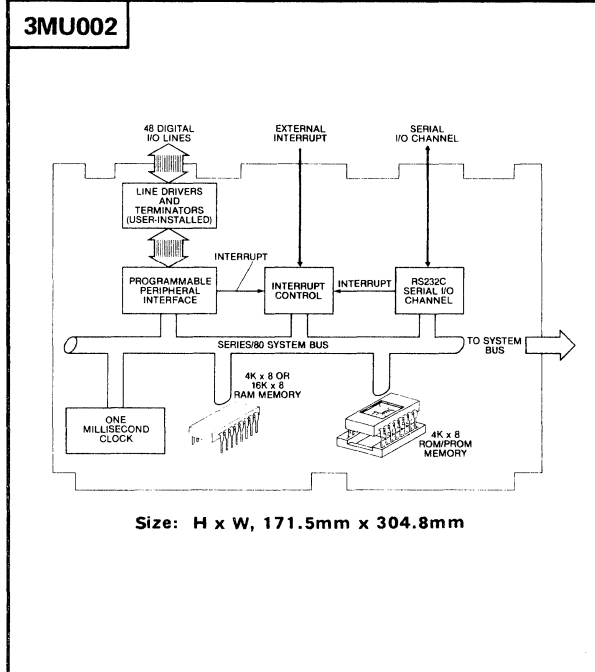 3MU002
48 DIGITAL
I/O LINES
EXTERNAL
INTERRUPT
SERIAL
I/O CHANNEL
LINE DRIVERS
AND
TERMINATORS
(USER-INSTALLED)
INTERRUPT
PROGRAMMABLE
PERIPHERAL
INTERFACE
INTERRUPT
CONTROL
INTERRUPT
RS232C
SERIAL I/O
CHANNEL
SERIES/80 SYSTEM BUS
TO SYSTEM
BUS
4K x 8 OR
16K x 8
RAM MEMORY
ONE
MILLISECOND
CLOCK
4K x 8
ROM/PROM
MEMORY
Size: H x W, 171.5mm x 304.8mm